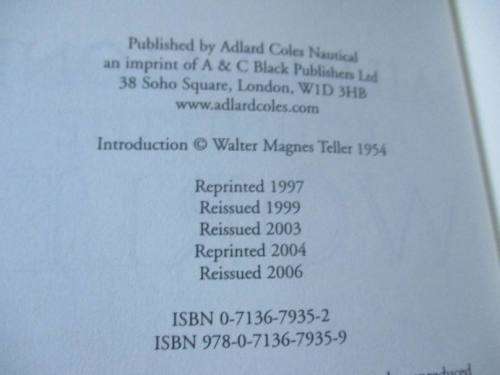 Published by Adlard Coles Nautical
an imprint of A & C Black Publishers Ltd
38 Soho Square, London, W1D 3HB
www.adlardcoles.com
Introduction © Walter Magnes Teller 1954
Reprinted 1997
Reissued 1999
Reissued 2003
Reprinted 2004
Reissued 2006
ISBN 0-7136-7935-2
ISBN 978-0-7136-7935-9
reproduced